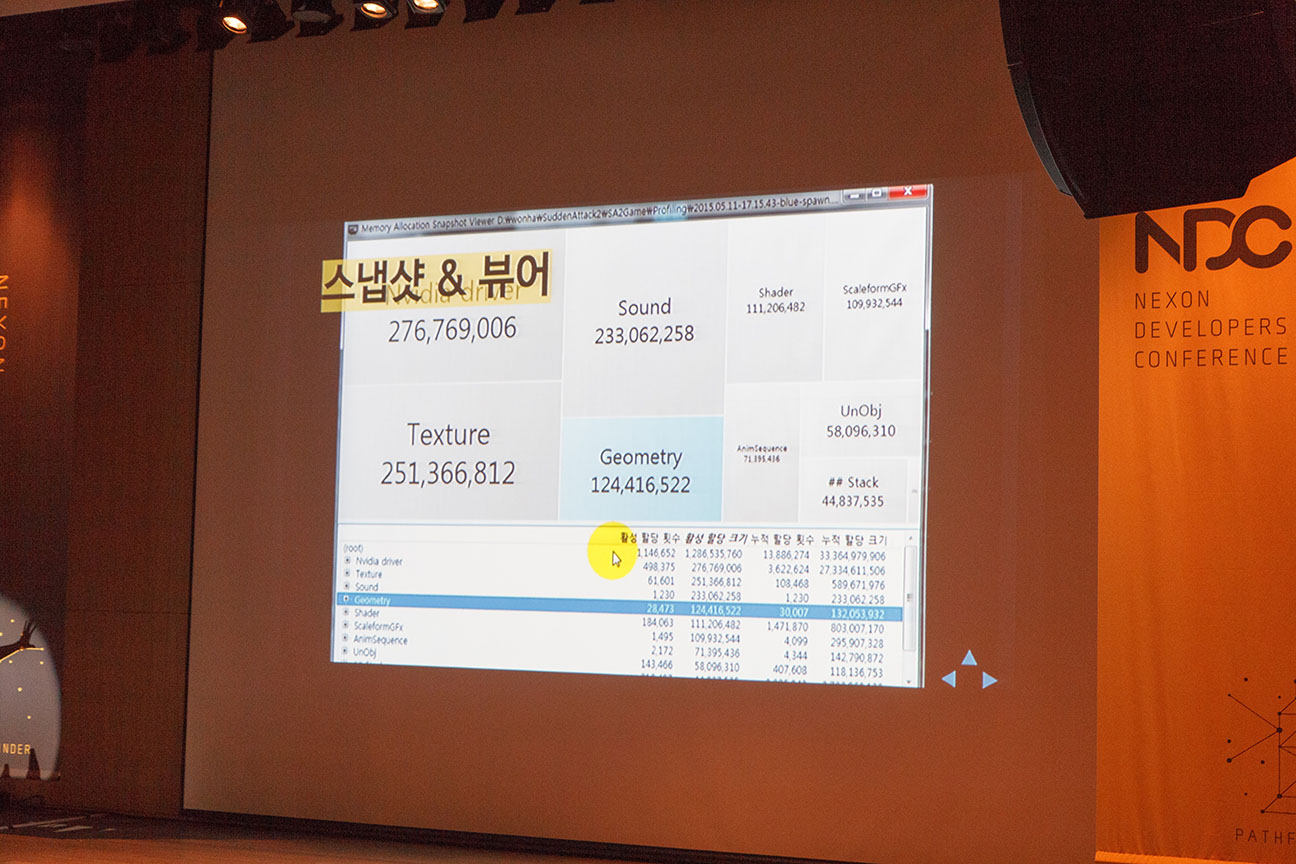 Memory Allocation Snapshot Viewer D:₩wonha₩SuddenAttack2₩SA2Game₩Profiling₩2015.05.11-17.15.43-blue-spawn...
스냅샷 & 뷰어
Nvidia driver
276,769,006
Sound
233,062,258
Shader
111,206,482
ScaleformGFx
109,932,544
Texture
251,366,812
Geometry
124,416,522
AnimSequence
71,395,436
UnObj
58,096,310
## Stack
44,837,535
활성 할당 횟수 활성 할당 크기 누적 할당 횟수 누적 할당 크기
(root) 1,146,652 1,286,535,760 13,886,274 33,364,979,906
Nvidia driver 498,375 276,769,006 3,622,624 27,334,611,506
Texture 61,601 251,366,812 108,468 589,671,976
Sound 1,230 233,062,258 1,230 233,062,258
Geometry 28,473 124,416,522 30,007 132,053,932
Shader 184,063 111,206,482 1,471,870 803,007,170
ScaleformGFx 1,495 109,932,544 4,099 295,907,328
AnimSequence 2,172 71,395,436 4,344 142,790,872
UnObj 143,466 58,096,310 407,608 118,136,753
NDC
NEXON
DEVELOPERS
CONFERENCE
NEXON
INDER
PATHF